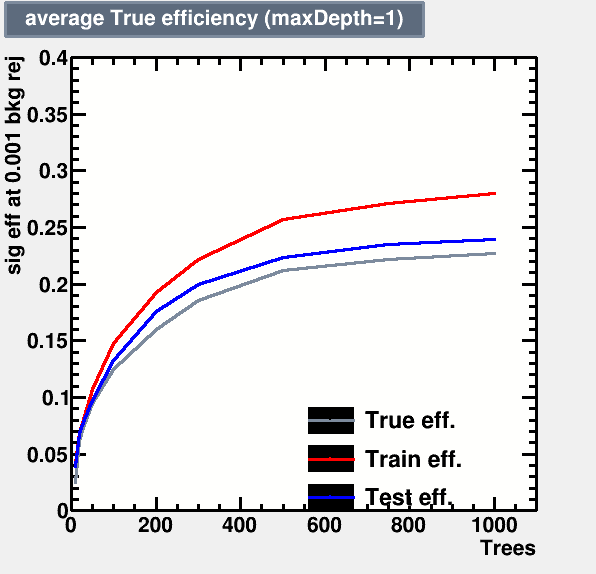 average True efficiency (maxDepth=1)
sig eff at 0.001 bkg rej
0.4
0.35
0.3
0.25
0.2
0.15
0.1
0.05
0
True eff.
Train eff.
Test eff.
0 200 400 600 800 1000
Trees